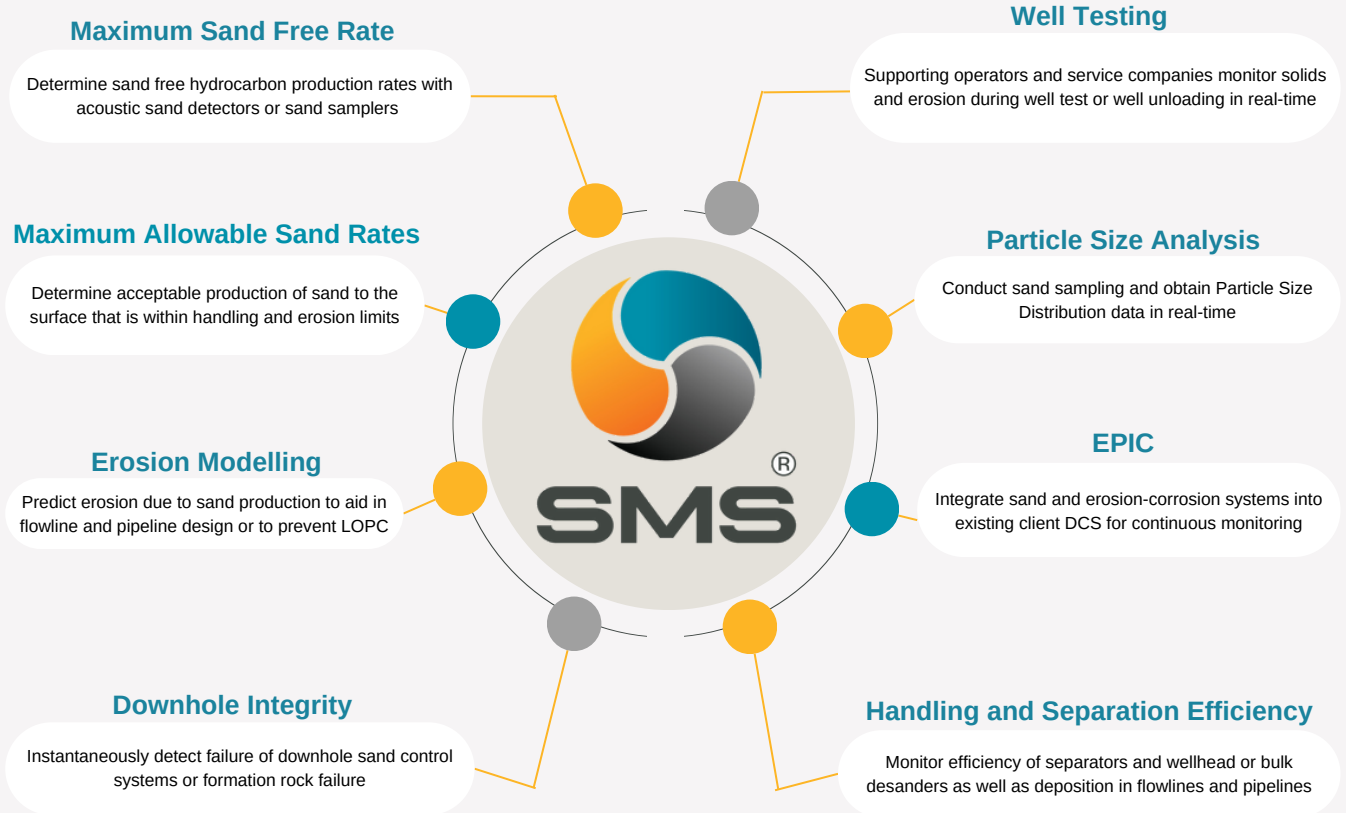 Maximum Sand Free Rate
Determine sand free hydrocarbon production rates with
acoustic sand detectors or sand samplers
Maximum Allowable Sand Rates
Determine acceptable production of sand to the
surface that is within handling and erosion limits
Erosion Modelling
Predict erosion due to sand production to aid in
flowline and pipeline design or to prevent LOPC
Downhole Integrity
Instantaneously detect failure of downhole sand control
systems or formation rock failure
®
SMS
Well Testing
Supporting operators and service companies monitor solids
and erosion during well test or well unloading in real-time
Particle Size Analysis
Conduct sand sampling and obtain Particle Size
Distribution data in real-time
EPIC
Integrate sand and erosion-corrosion systems into
existing client DCS for continuous monitoring
Handling and Separation Efficiency
Monitor efficiency of separators and wellhead or bulk
desanders as well as deposition in flowlines and pipelines